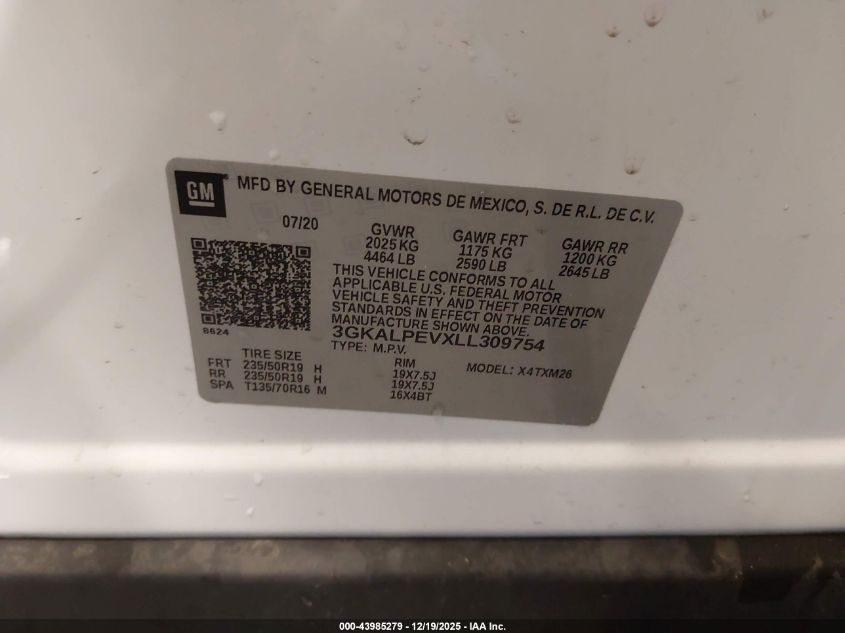 GM
MFD BY GENERAL MOTORS DE MEXICO, S. DE R.L. DE C.V.
07/20 GVWR GAWR FRT GAWR RR
2025 KG 1175 KG 1200 KG
4464 LB 2590 LB 2645 LB
THIS VEHICLE CONFORMS TO ALL
APPLICABLE U.S. FEDERAL MOTOR
VEHICLE SAFETY AND THEFT PREVENTION
STANDARDS IN EFFECT ON THE DATE OF
MANUFACTURE SHOWN ABOVE.
8624
3GKALPEVXLL309754
TYPE: M.P.V.
TIRE SIZE RIM MODEL: X4TXM26
FRT 235/50R19 H 19X7.5J
RR 235/50R19 H 19X7.5J
SPA T135/70R16 M 16X4BT
000-43985279 - 12/19/2025 - IAA Inc.